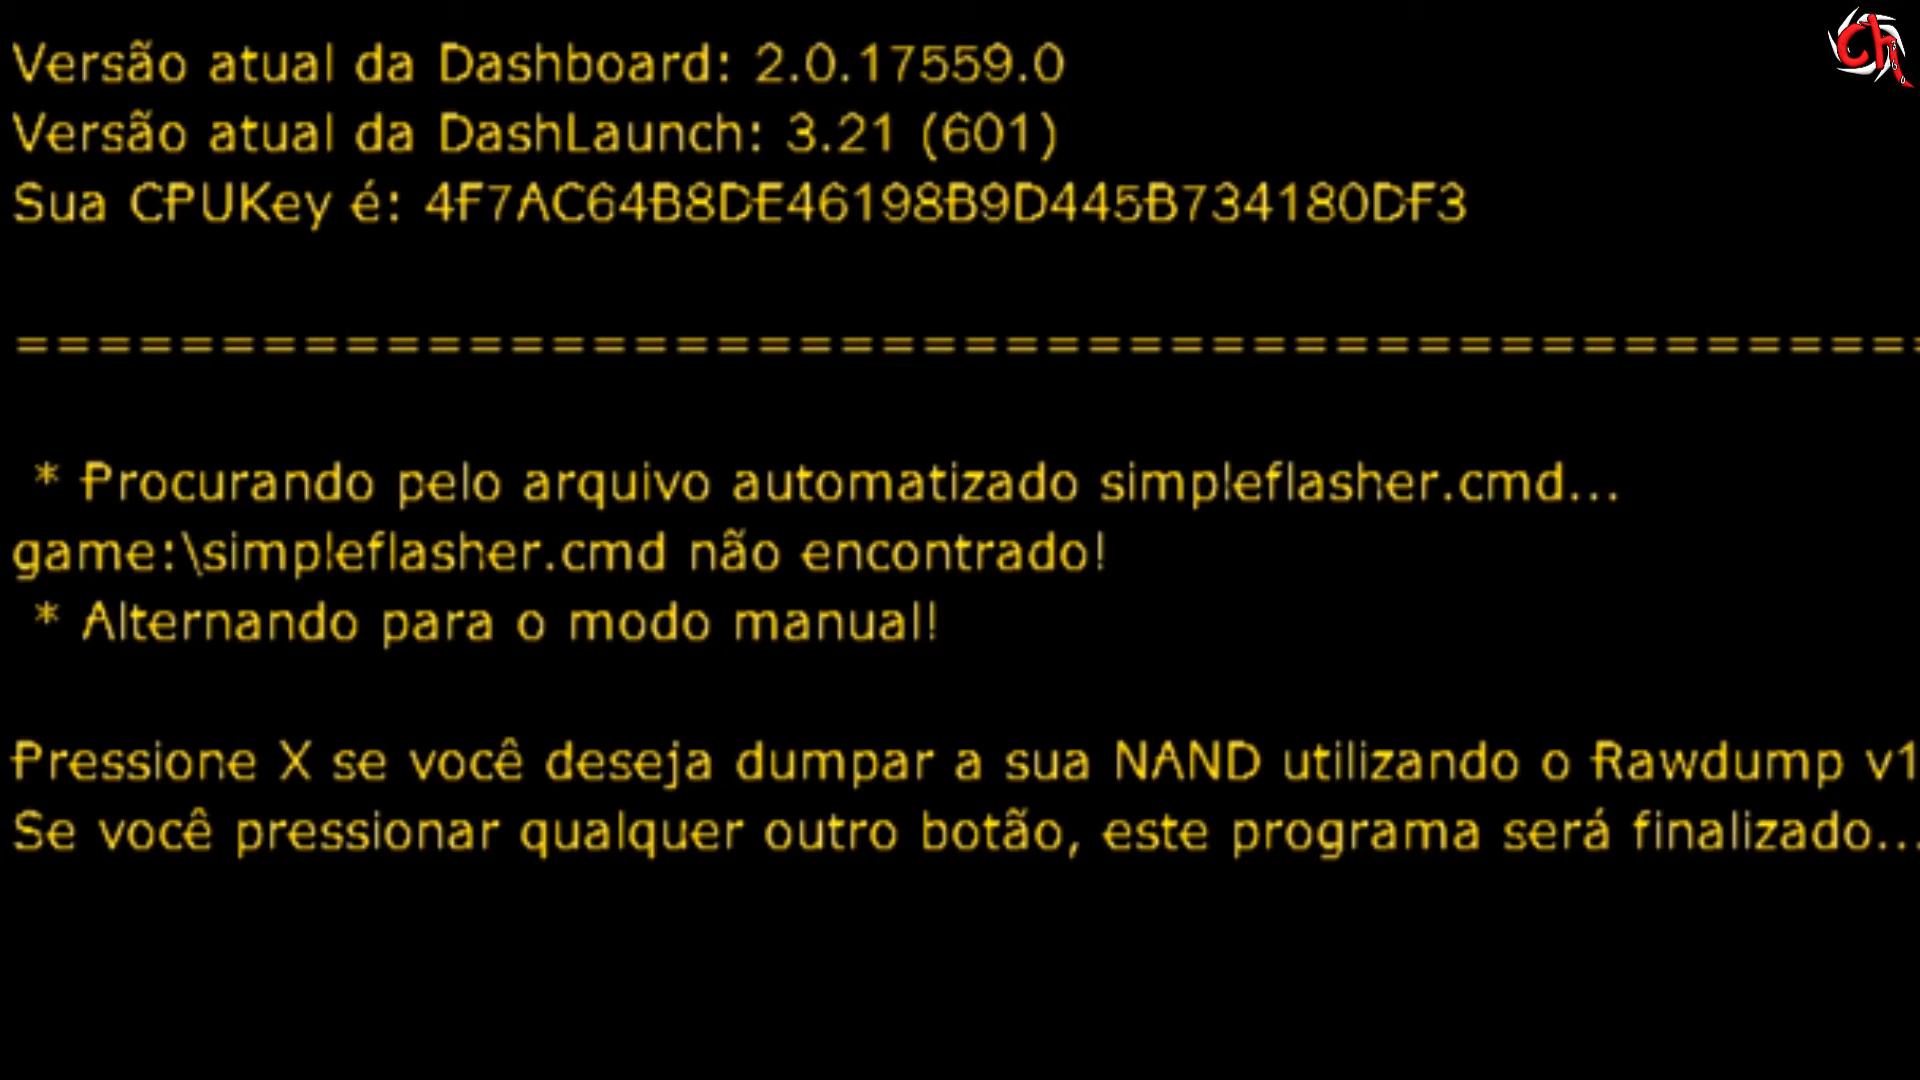 Versão atual da Dashboard: 2.0.17559.0
Versão atual da DashLaunch: 3.21 (601)
Sua CPUKey é: 4F7AC64B8DE46198B9D445B734180DF3
===============================================
* Procurando pelo arquivo automatizado simpleflasher.cmd...
game:\simpleflasher.cmd não encontrado!
* Alternando para o modo manual!
Pressione X se você deseja dumpar a sua NAND utilizando o Rawdump v1
Se você pressionar qualquer outro botão, este programa será finalizado...